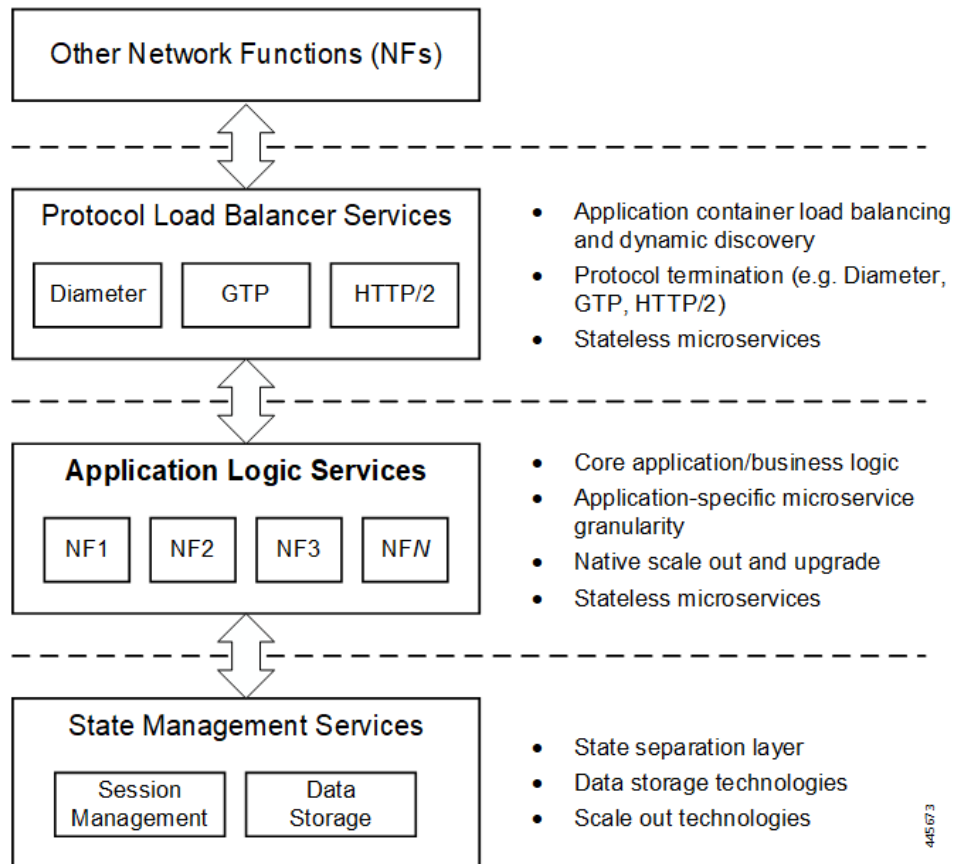 Other Network Functions (NFs)
Protocol Load Balancer Services
Diameter
GTP
HTTP/2
• Application container load balancing
and dynamic discovery
• Protocol termination (e.g. Diameter,
GTP, HTTP/2)
• Stateless microservices
Application Logic Services
NF1
NF2
NF3
NFN
• Core application/business logic
• Application-specific microservice
granularity
• Native scale out and upgrade
• Stateless microservices
State Management Services
Session
Management
Data
Storage
• State separation layer
• Data storage technologies
• Scale out technologies
445673